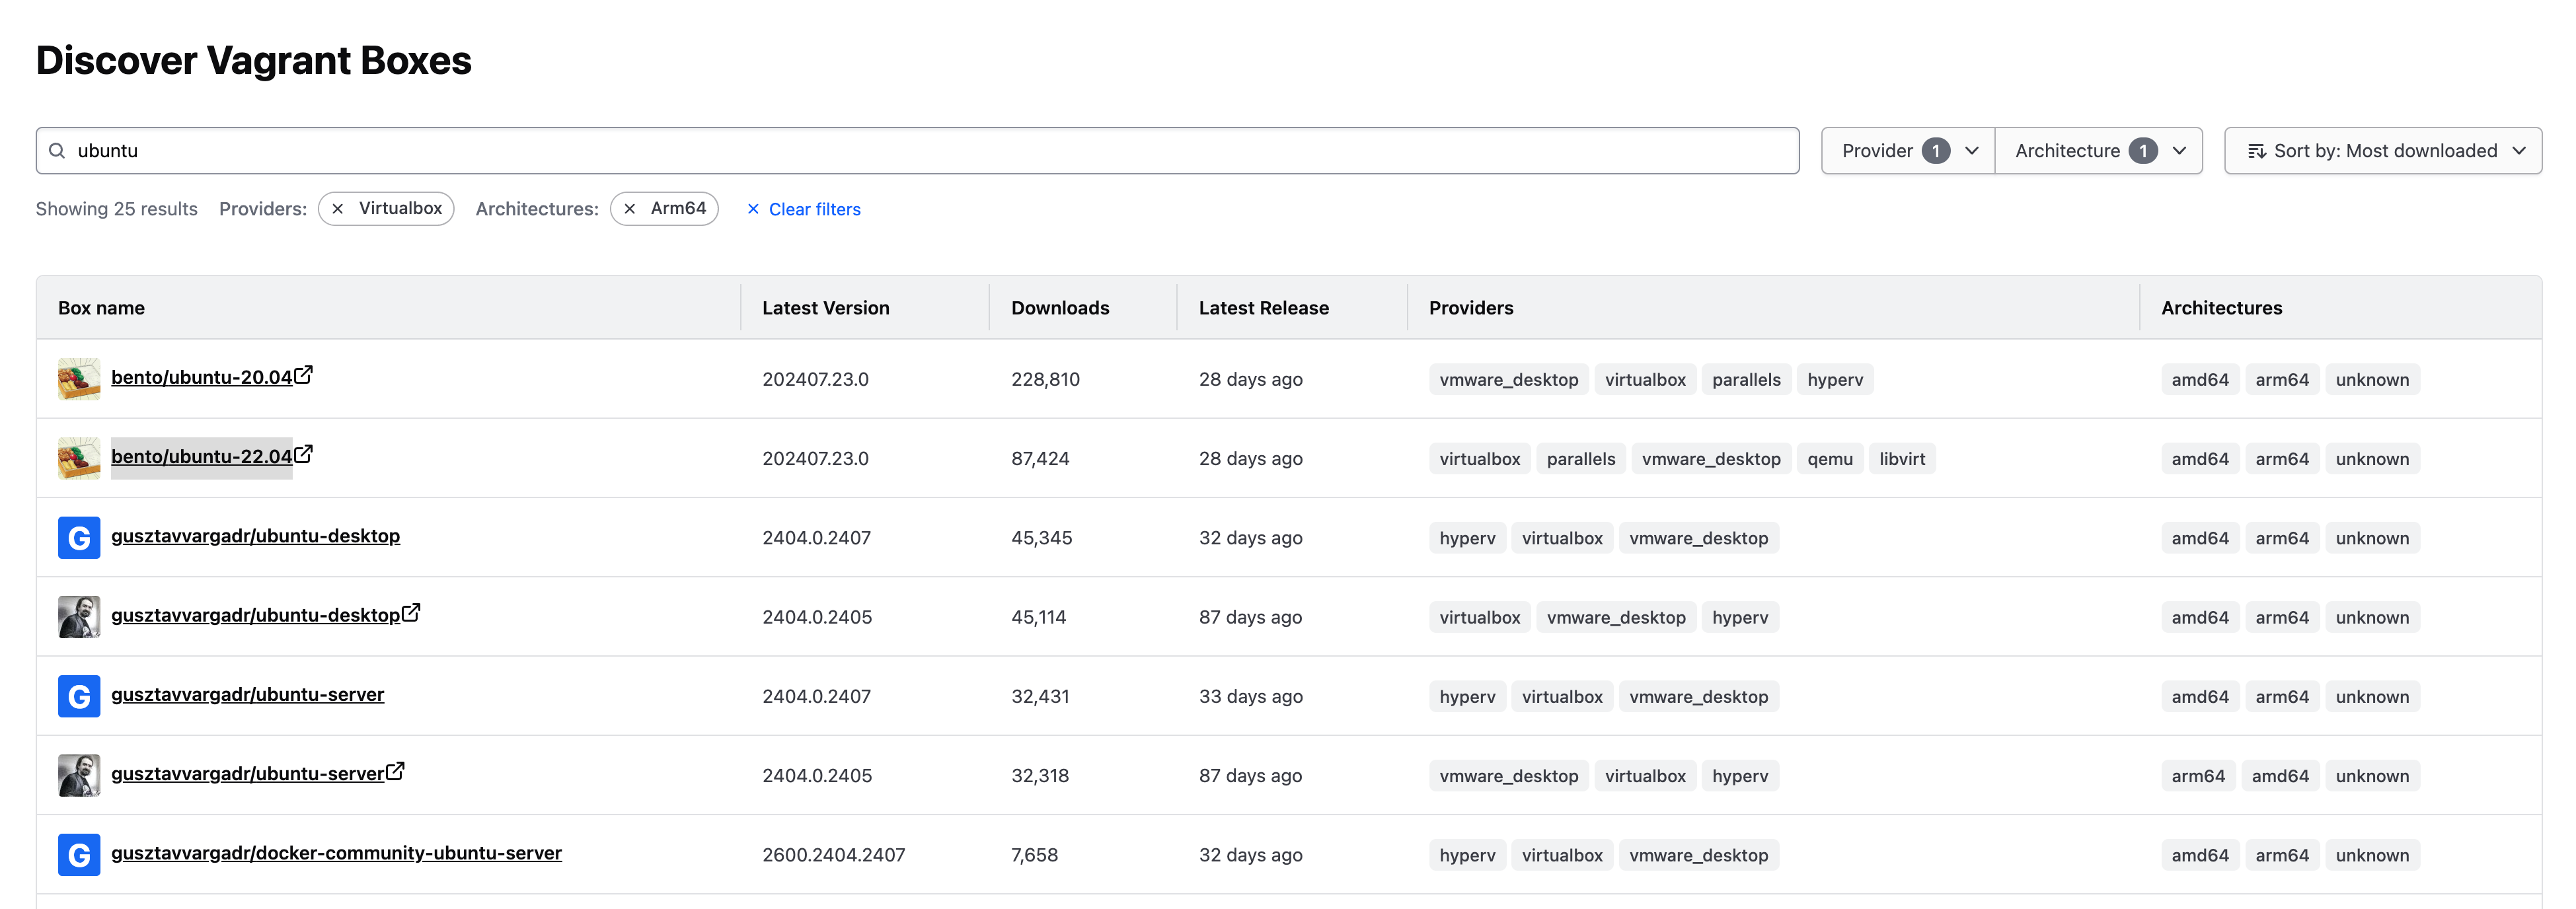 Discover Vagrant Boxes
ubuntu
Provider 1 Architecture 1 Sort by: Most downloaded
Showing 25 results Providers: × Virtualbox Architectures: × Arm64 × Clear filters
Box name Latest Version Downloads Latest Release Providers Architectures
bento/ubuntu-20.04 202407.23.0 228,810 28 days ago vmware_desktop virtualbox parallels hyperv amd64 arm64 unknown
bento/ubuntu-22.04 202407.23.0 87,424 28 days ago virtualbox parallels vmware_desktop qemu libvirt amd64 arm64 unknown
G gusztavvargadr/ubuntu-desktop 2404.0.2407 45,345 32 days ago hyperv virtualbox vmware_desktop amd64 arm64 unknown
gusztavvargadr/ubuntu-desktop 2404.0.2405 45,114 87 days ago virtualbox vmware_desktop hyperv amd64 arm64 unknown
G gusztavvargadr/ubuntu-server 2404.0.2407 32,431 33 days ago hyperv virtualbox vmware_desktop amd64 arm64 unknown
gusztavvargadr/ubuntu-server 2404.0.2405 32,318 87 days ago vmware_desktop virtualbox hyperv arm64 amd64 unknown
G gusztavvargadr/docker-community-ubuntu-server 2600.2404.2407 7,658 32 days ago hyperv virtualbox vmware_desktop amd64 arm64 unknown